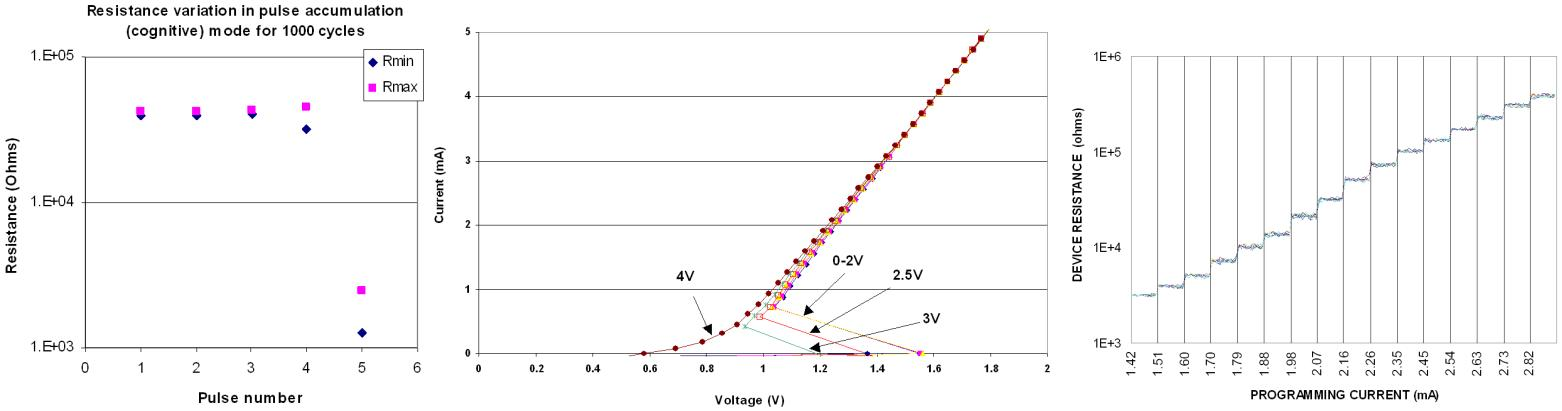 Resistance variation in pulse accumulation
(cognitive) mode for 1000 cycles
1.E+05
1.E+04
1.E+03
Resistance (Ohms)
Rmin
Rmax
0 1 2 3 4 5 6
Pulse number
5
4
3
2
1
0
Current (mA)
4V
0-2V
2.5V
3V
0 0.2 0.4 0.6 0.8 1 1.2 1.4 1.6 1.8 2
Voltage (V)
1E+6
1E+5
1E+4
1E+3
DEVICE RESISTANCE (ohms)
1.42 1.51 1.60 1.70 1.79 1.88 1.98 2.07 2.16 2.26 2.35 2.45 2.54 2.63 2.73 2.82
PROGRAMMING CURRENT (mA)